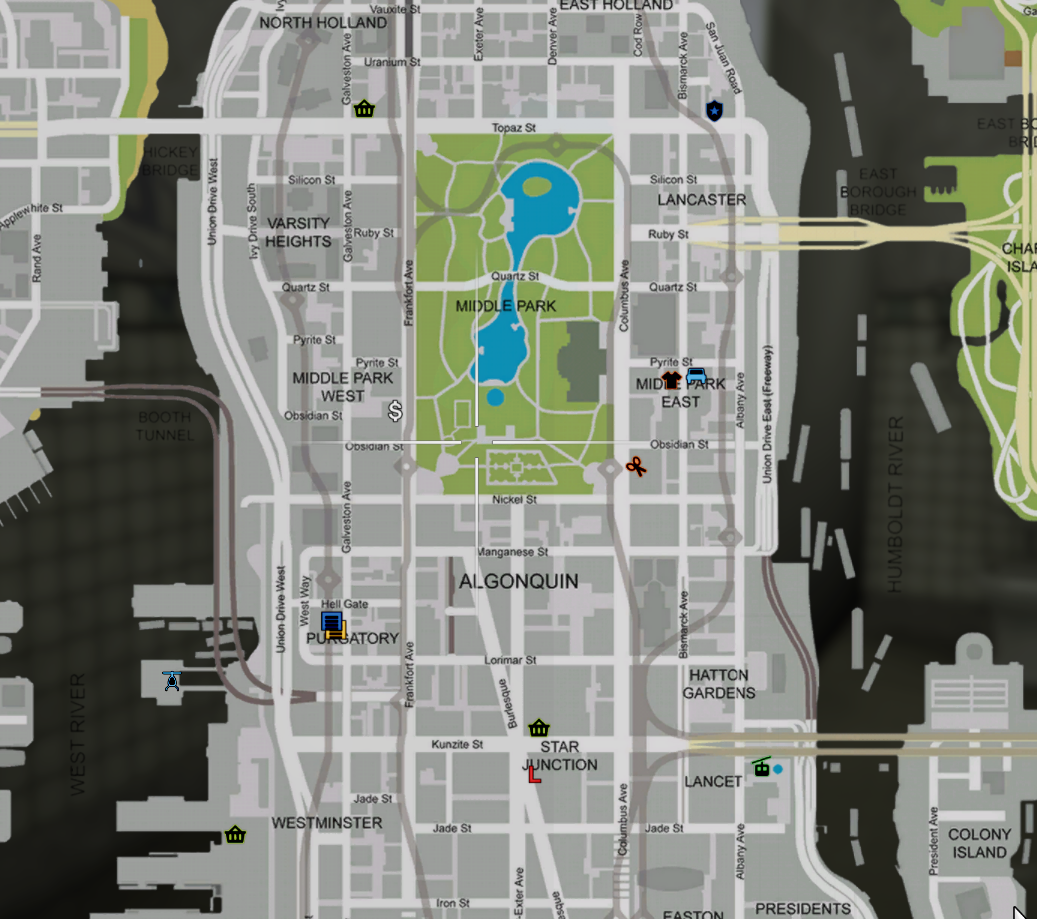 Vauxite St
EAST HOLLAND
NORTH HOLLAND
Galveston Ave
Exeter Ave
Denver Ave
Cod Row
Bismarck Ave
San Juan Road
Uranium St
Topaz St
HICKEY
BRIDGE
EAST
BOROUGH
BRIDGE
Union Drive West
Ivy Drive South
Silicon St
Silicon St
LANCASTER
Applewhite St
VARSITY
HEIGHTS
Galveston Ave
Ruby St
Ruby St
Rand Ave
Frankfort Ave
Columbus Ave
Quartz St
Quartz St
Quartz St
MIDDLE PARK
Pyrite St
Pyrite St
Pyrite St
MIDDLE PARK
WEST
MIDDLE PARK
EAST
Albany Ave
Union Drive East (Freeway)
$
BOOTH
TUNNEL
Obsidian St
Obsidian St
Obsidian St
HUMBOLDT RIVER
Nickel St
Galveston Ave
Manganese St
ALGONQUIN
West Way
Union Drive West
Hell Gate
PURGATORY
Bismarck Ave
Lorimar St
Frankfort Ave
Burlesque
HATTON
GARDENS
WEST RIVER
Kunzite St
STAR
JUNCTION
L
LANCET
Jade St
WESTMINSTER
Jade St
Jade St
Columbus Ave
Albany Ave
President Ave
COLONY
ISLAND
Iron St
PRESIDENTS
EASTON